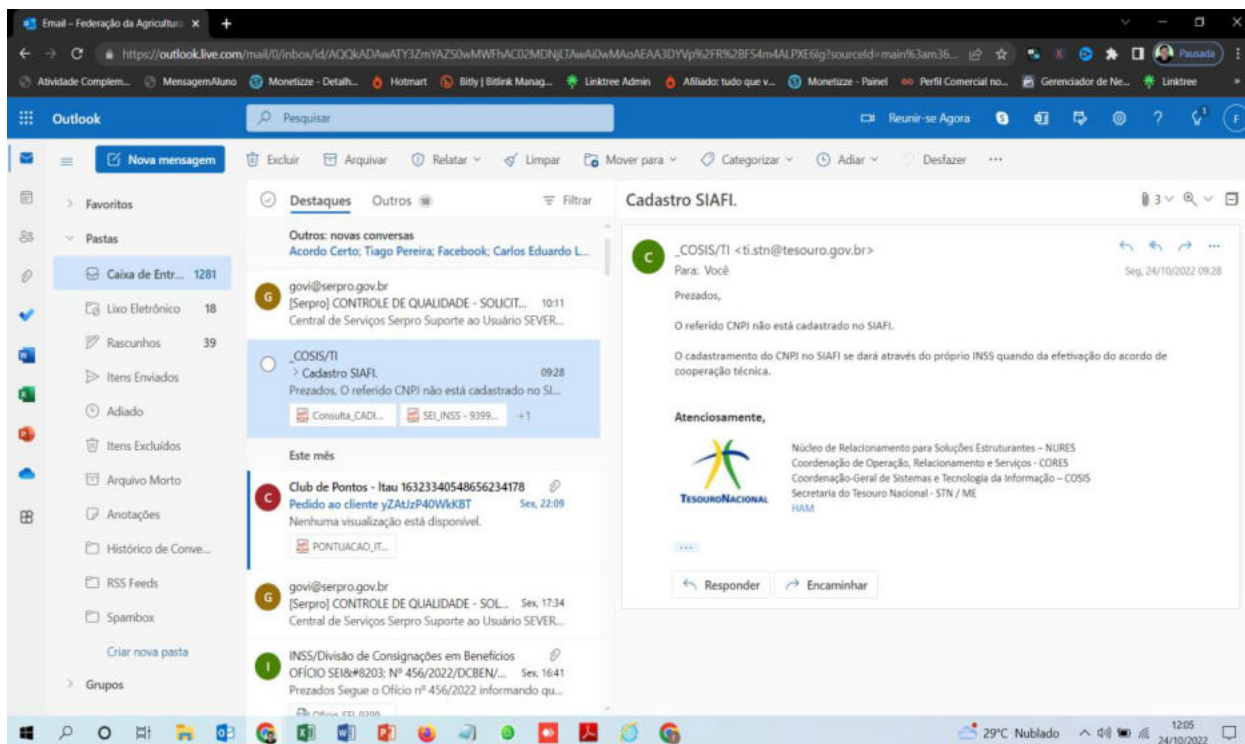 Email – Federação da Agricultura
https://outlook.live.com/mail/0/inbox/id/
Pausada
Atividade Complem...
MensagemAluno
Monetizze - Detalh...
Hotmart
Bitly | Bitlink Manag...
Linktree Admin
Afiliado: tudo que v...
Monetizze - Painel
Perfil Comercial no...
Gerenciador de Ne...
Linktree
Outlook
Pesquisar
Reunir-se Agora
Nova mensagem
Excluir
Arquivar
Relatar
Limpar
Mover para
Categorizar
Adiar
Desfazer
Favoritos
Pastas
Caixa de Entr... 1281
Lixo Eletrônico 18
Rascunhos 39
Itens Enviados
Adiado
Itens Excluídos
Arquivo Morto
Anotações
Histórico de Conve...
RSS Feeds
Spambox
Criar nova pasta
Grupos
Destaques
Outros
Filtrar
Outros: novas conversas
Acordo Certo; Tiago Pereira; Facebook; Carlos Eduardo L...
G
govi@serpro.gov.br
[Serpro] CONTROLE DE QUALIDADE - SOLICIT... 10:11
Central de Serviços Serpro Suporte ao Usuário SEVER...
_COSIS/TI
> Cadastro SIAFI. 09:28
Prezados, O referido CNPJ não está cadastrado no SI...
Consulta_CADI...
SEI_INSS - 9399...
+1
Este mês
C
Club de Pontos - Itau 16323340548656234178
Pedido ao cliente yZAtJzP40WkKBT Sex, 22:09
Nenhuma visualização está disponível.
PONTUACAO_IT...
G
govi@serpro.gov.br
[Serpro] CONTROLE DE QUALIDADE - SOL... Sex, 17:34
Central de Serviços Serpro Suporte ao Usuário SEVER...
I
INSS/Divisão de Consignações em Benefícios
OFÍCIO SEI&#8203; Nº 456/2022/DCBEN/... Sex, 16:41
Prezados Segue o Ofício nº 456/2022 informando qu...
Cadastro SIAFI.
3
C
_COSIS/TI <ti.stn@tesouro.gov.br>
Para: Você
Seg, 24/10/2022 09:28
Prezados,
O referido CNPJ não está cadastrado no SIAFI.
O cadastramento do CNPJ no SIAFI se dará através do próprio INSS quando da efetivação do acordo de
cooperação técnica.
Atenciosamente,
TESOURONACIONAL
Núcleo de Relacionamento para Soluções Estruturantes – NURES
Coordenação de Operação, Relacionamento e Serviços - CORES
Coordenação-Geral de Sistemas e Tecnologia da Informação – COSIS
Secretaria do Tesouro Nacional - STN / ME
HAM
Responder
Encaminhar
29°C Nublado
12:05
24/10/2022